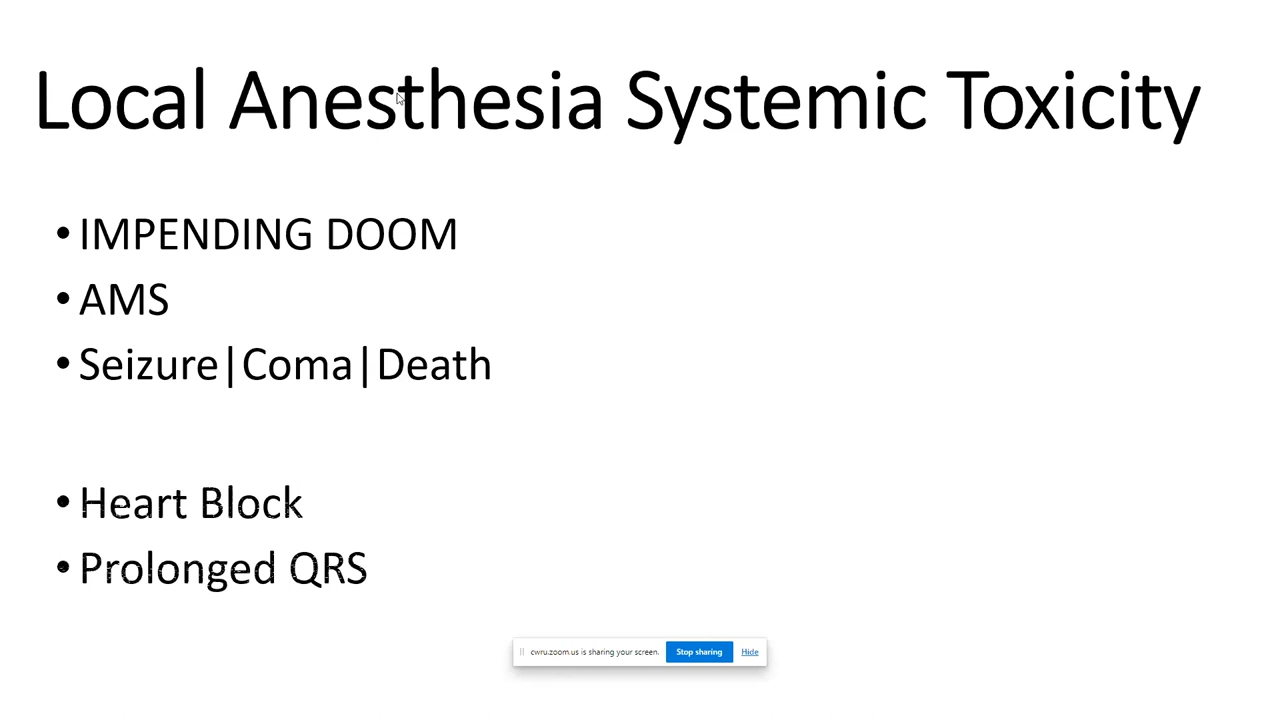 Local Anesthesia Systemic Toxicity
• IMPENDING DOOM
• AMS
• Seizure|Coma|Death
• Heart Block
• Prolonged QRS
cwru.zoom.us is sharing your screen. Stop sharing Hide